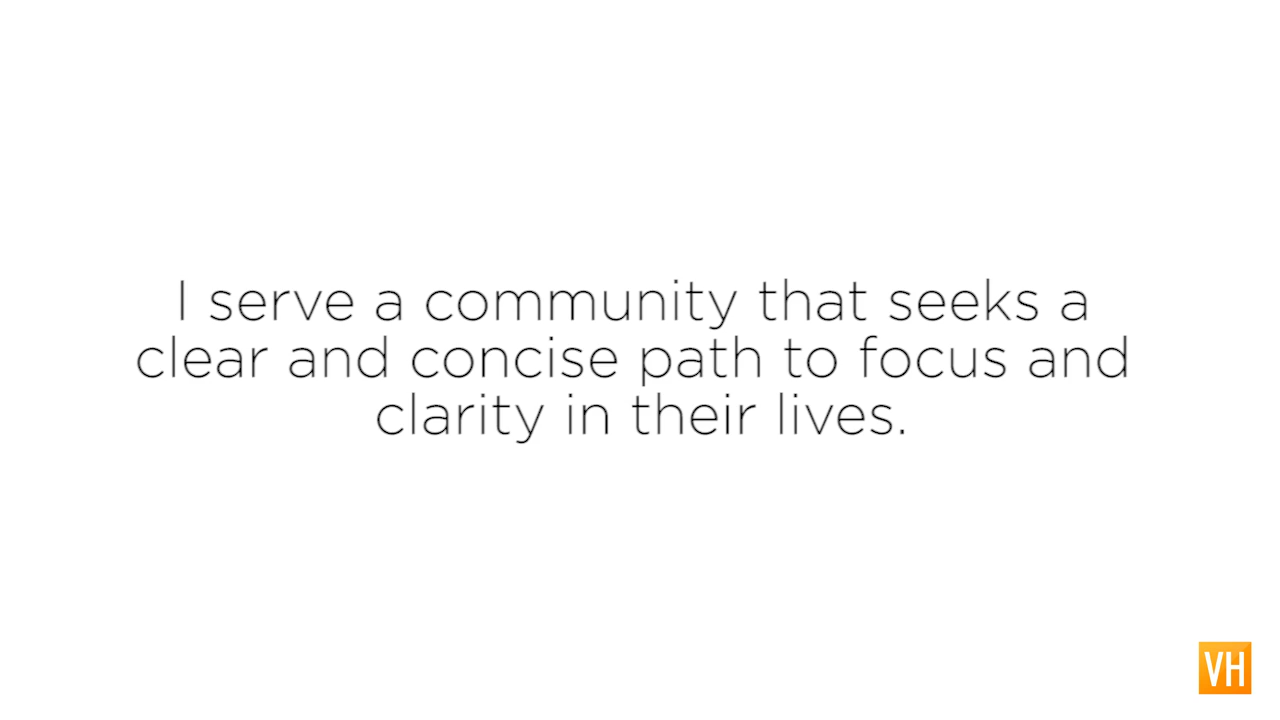 I serve a community that seeks a
clear and concise path to focus and
clarity in their lives.
VH